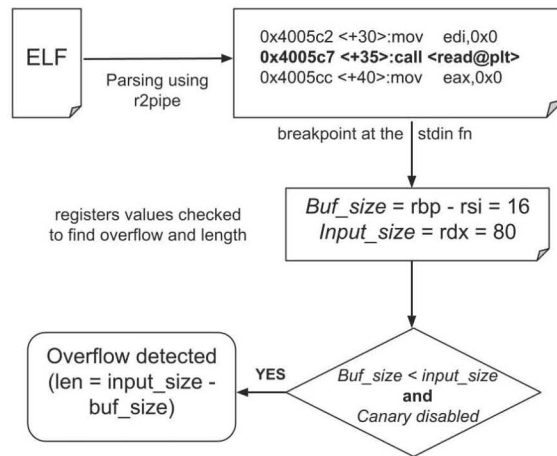 ELF
Parsing using
r2pipe
0x4005c2 <+30>:mov edi,0x0
0x4005c7 <+35>:call <read@plt>
0x4005cc <+40>:mov eax,0x0
breakpoint at the stdin fn
registers values checked
to find overflow and length
Buf_size = rbp - rsi = 16
Input_size = rdx = 80
Buf_size < input_size
and
Canary disabled
YES
Overflow detected
(len = input_size -
buf_size)